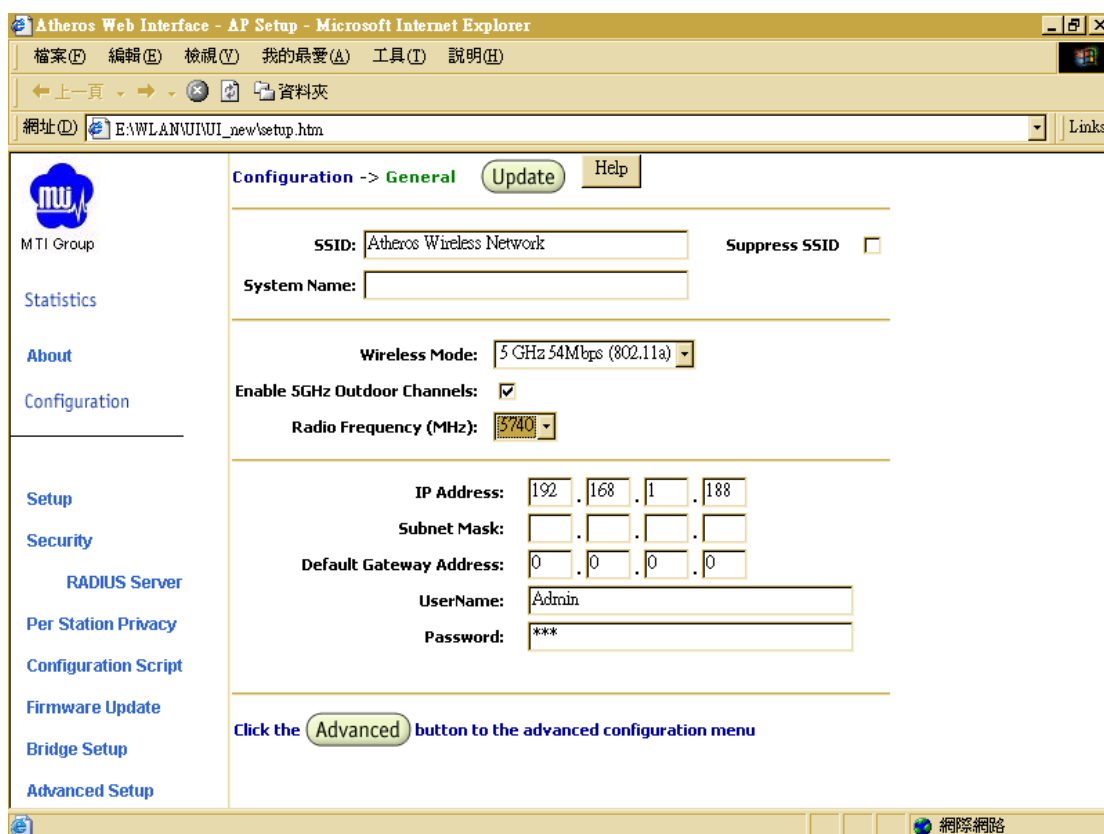 Atheros Web Interface - AP Setup - Microsoft Internet Explorer
檔案(F) 編輯(E) 檢視(V) 我的最愛(A) 工具(T) 說明(H)
上一頁 資料夾
網址(D) E:\WLAN\UI\UI_new\setup.htm Links
mti
MTI Group
Statistics
About
Configuration
Setup
Security
RADIUS Server
Per Station Privacy
Configuration Script
Firmware Update
Bridge Setup
Advanced Setup
Configuration -> General Update Help
SSID: Atheros Wireless Network Suppress SSID
System Name:
Wireless Mode: 5 GHz 54Mbps (802.11a)
Enable 5GHz Outdoor Channels:
Radio Frequency (MHz): 5740
IP Address: 192 . 168 . 1 . 188
Subnet Mask: . . .
Default Gateway Address: 0 . 0 . 0 . 0
UserName: Admin
Password: ***
Click the Advanced button to the advanced configuration menu
網際網路